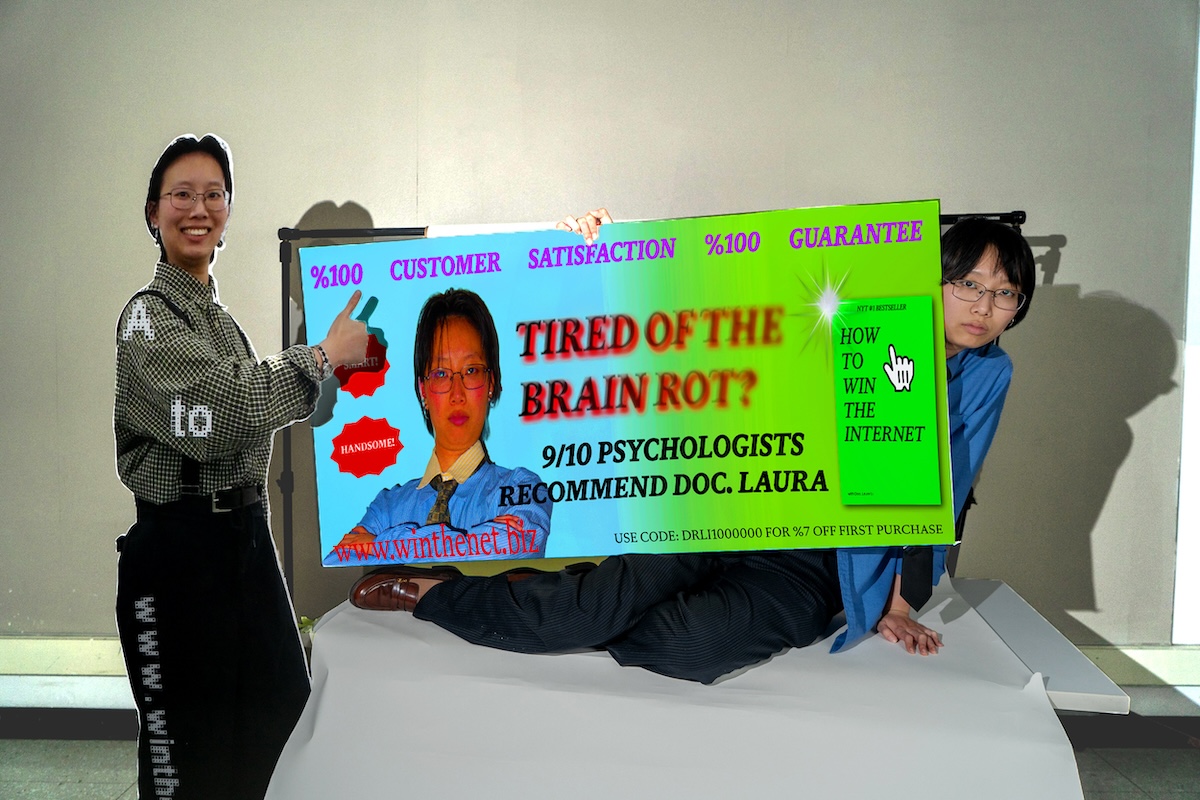 %100 CUSTOMER SATISFACTION %100 GUARANTEE
SMART!
HANDSOME!
TIRED OF THE
BRAIN ROT?
9/10 PSYCHOLOGISTS
RECOMMEND DOC. LAURA
www.winthenet.biz
USE CODE: DRLI1000000 FOR %7 OFF FIRST PURCHASE
NYT #1 BESTSELLER
HOW
TO
WIN
THE
INTERNET
A
to
www.winthe